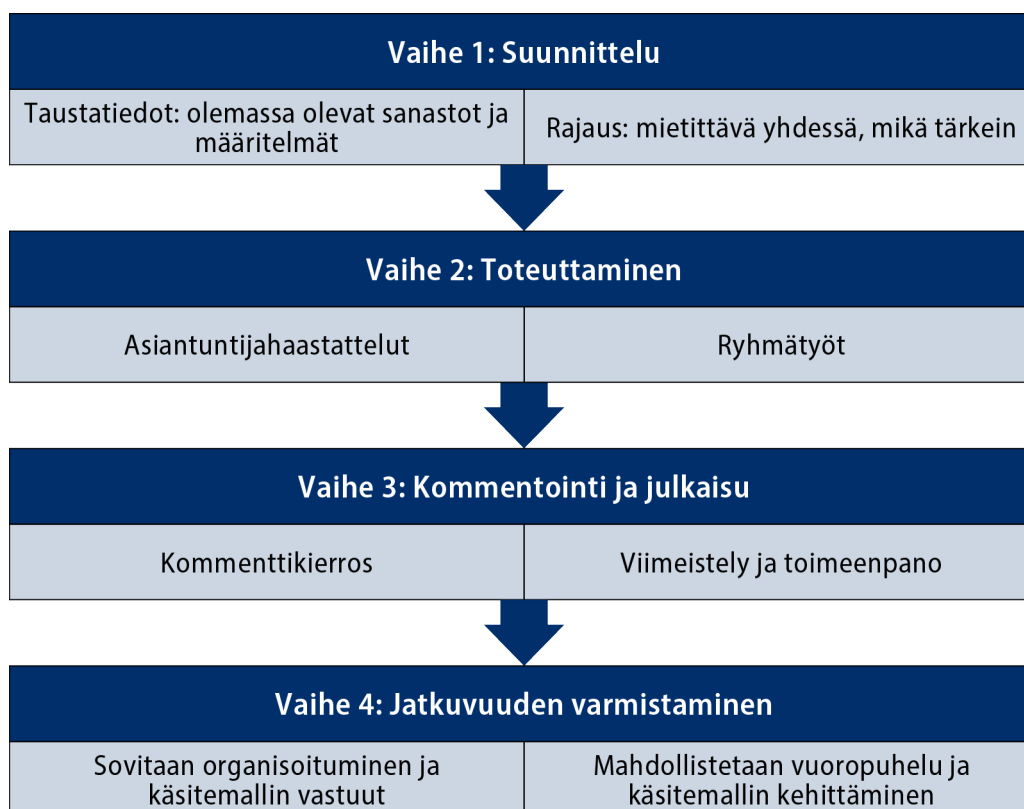 Vaihe 1: Suunnittelu
Taustatiedot: olemassa olevat sanastot ja
määritelmät
Rajaus: mietittävä yhdessä, mikä tärkein
Vaihe 2: Toteuttaminen
Asiantuntijahaastattelut
Ryhmätyöt
Vaihe 3: Kommentointi ja julkaisu
Kommenttikierros
Viimeistely ja toimeenpano
Vaihe 4: Jatkuvuuden varmistaminen
Sovitaan organisoituminen ja
käsitemallin vastuut
Mahdollistetaan vuoropuhelu ja
käsitemallin kehittäminen